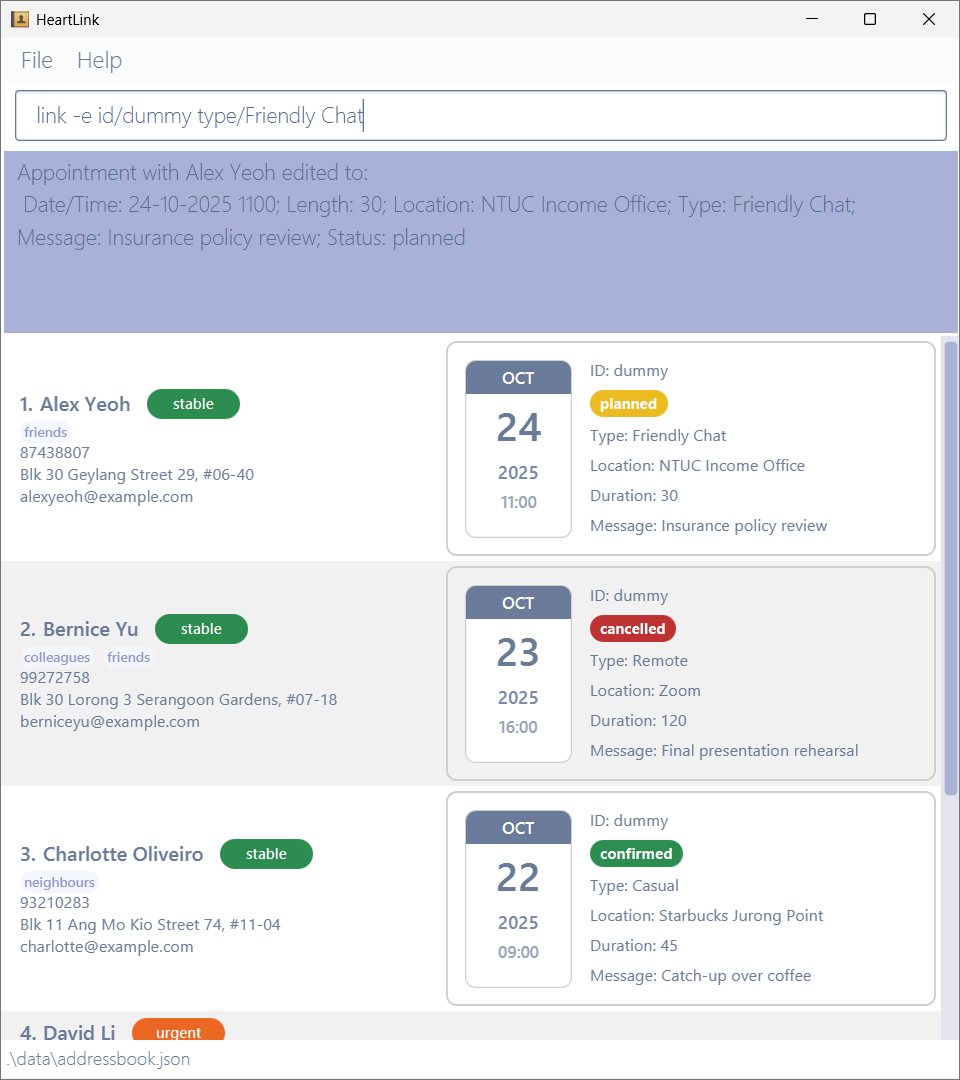 HeartLink
File Help
link -e id/dummy type/Friendly Chat
Appointment with Alex Yeoh edited to:
Date/Time: 24-10-2025 1100; Length: 30; Location: NTUC Income Office; Type: Friendly Chat;
Message: Insurance policy review; Status: planned
1. Alex Yeoh stable
friends
87438807
Blk 30 Geylang Street 29, #06-40
alexyeoh@example.com
OCT
24
2025
11:00
ID: dummy
planned
Type: Friendly Chat
Location: NTUC Income Office
Duration: 30
Message: Insurance policy review
2. Bernice Yu stable
colleagues friends
99272758
Blk 30 Lorong 3 Serangoon Gardens, #07-18
berniceyu@example.com
OCT
23
2025
16:00
ID: dummy
cancelled
Type: Remote
Location: Zoom
Duration: 120
Message: Final presentation rehearsal
3. Charlotte Oliveiro stable
neighbours
93210283
Blk 11 Ang Mo Kio Street 74, #11-04
charlotte@example.com
OCT
22
2025
09:00
ID: dummy
confirmed
Type: Casual
Location: Starbucks Jurong Point
Duration: 45
Message: Catch-up over coffee
4. David Li urgent
.\data\addressbook.json